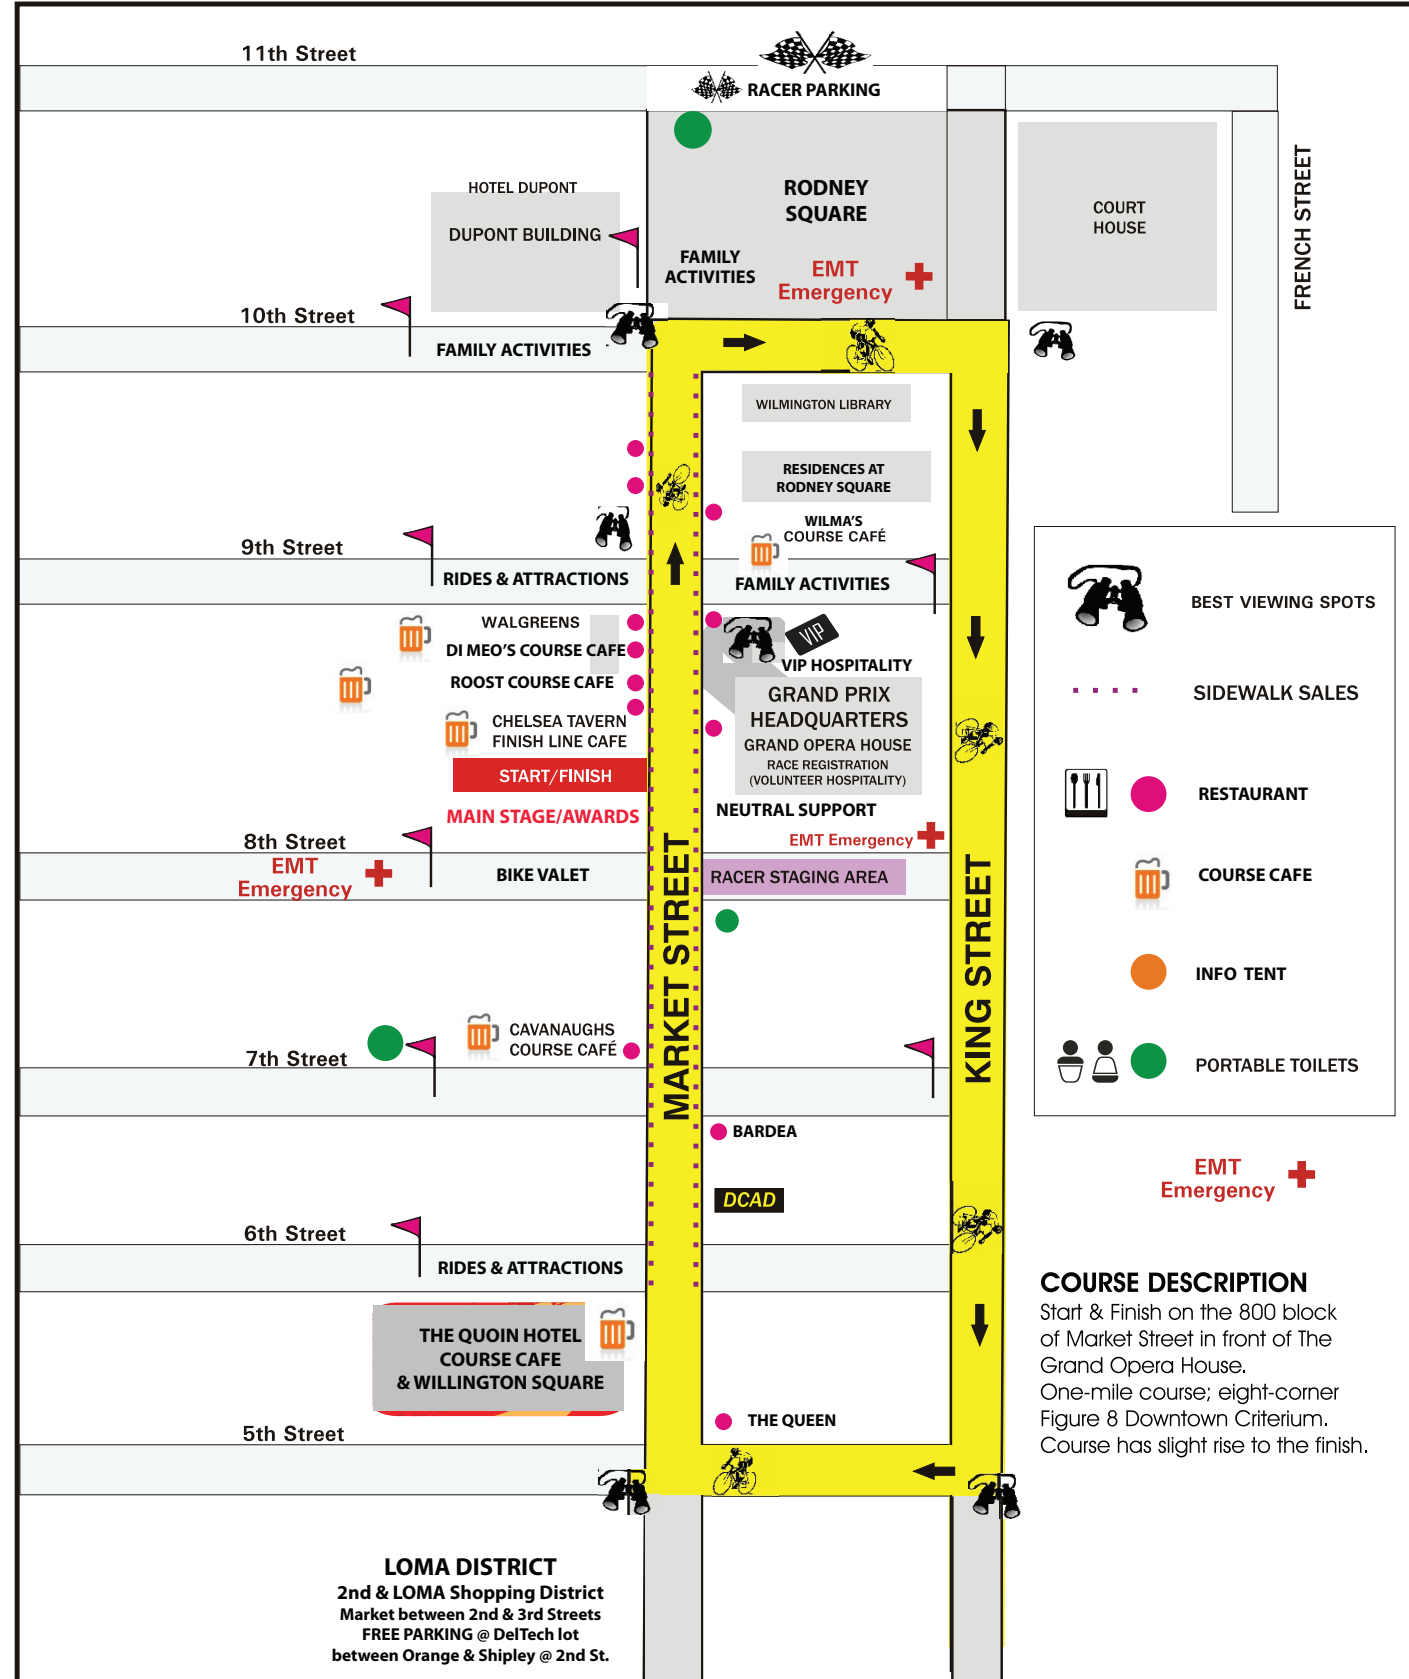 11th Street
RACER PARKING
HOTEL DUPONT
DUPONT BUILDING
RODNEY
SQUARE
FAMILY
ACTIVITIES
EMT
Emergency
COURT
HOUSE
FRENCH STREET
10th Street
FAMILY ACTIVITIES
WILMINGTON LIBRARY
RESIDENCES AT
RODNEY SQUARE
WILMA'S
COURSE CAFÉ
9th Street
RIDES & ATTRACTIONS
FAMILY ACTIVITIES
WALGREENS
DI MEO'S COURSE CAFE
ROOST COURSE CAFE
CHELSEA TAVERN
FINISH LINE CAFE
START/FINISH
MAIN STAGE/AWARDS
VIP
VIP HOSPITALITY
GRAND PRIX
HEADQUARTERS
GRAND OPERA HOUSE
RACE REGISTRATION
(VOLUNTEER HOSPITALITY)
NEUTRAL SUPPORT
EMT Emergency
8th Street
EMT
Emergency
BIKE VALET
RACER STAGING AREA
MARKET STREET
KING STREET
CAVANAUGHS
COURSE CAFÉ
7th Street
BARDEA
DCAD
6th Street
RIDES & ATTRACTIONS
THE QUOIN HOTEL
COURSE CAFE
& WILLINGTON SQUARE
THE QUEEN
5th Street
LOMA DISTRICT
2nd & LOMA Shopping District
Market between 2nd & 3rd Streets
FREE PARKING @ DelTech lot
between Orange & Shipley @ 2nd St.
BEST VIEWING SPOTS
SIDEWALK SALES
RESTAURANT
COURSE CAFE
INFO TENT
PORTABLE TOILETS
EMT
Emergency
COURSE DESCRIPTION
Start & Finish on the 800 block
of Market Street in front of The
Grand Opera House.
One-mile course; eight-corner
Figure 8 Downtown Criterium.
Course has slight rise to the finish.